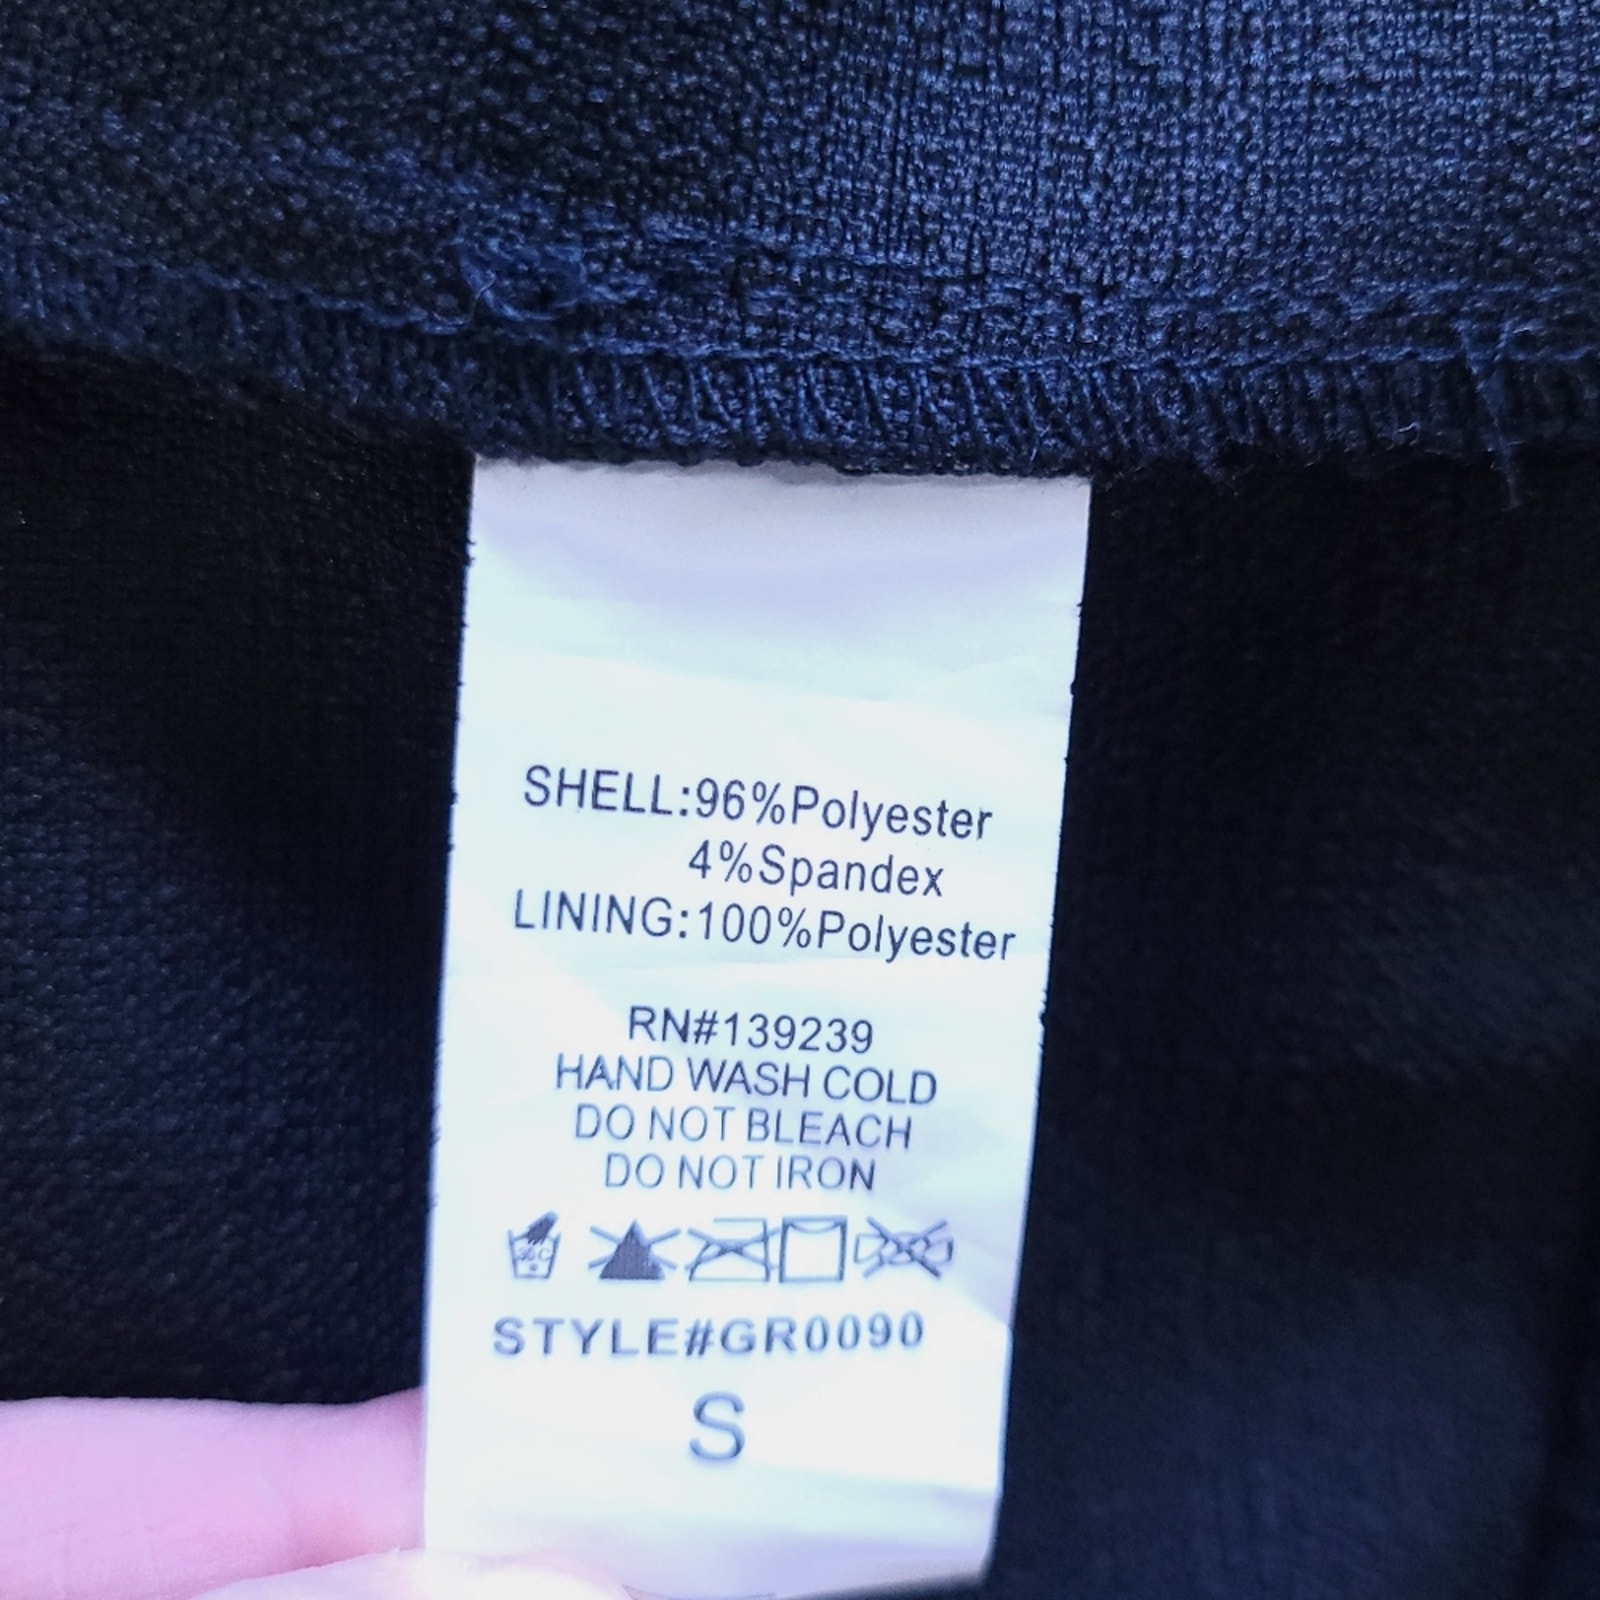 SHELL:96%Polyester
4%Spandex
LINING:100%Polyester
RN#139239
HAND WASH COLD
DO NOT BLEACH
DO NOT IRON
30C
STYLE#GR0090
S